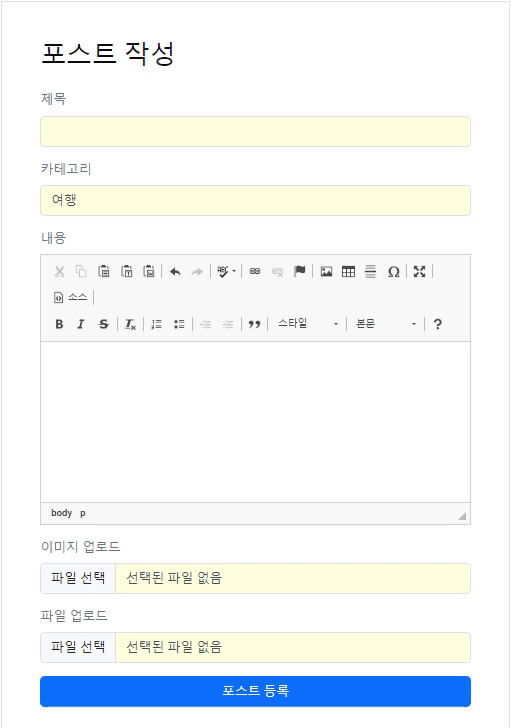 포스트 작성
제목
카테고리
여행
내용
ABC
Ω
소스
B I S Tx
스타일 본문 ?
body p
이미지 업로드
파일 선택 선택된 파일 없음
파일 업로드
파일 선택 선택된 파일 없음
포스트 등록